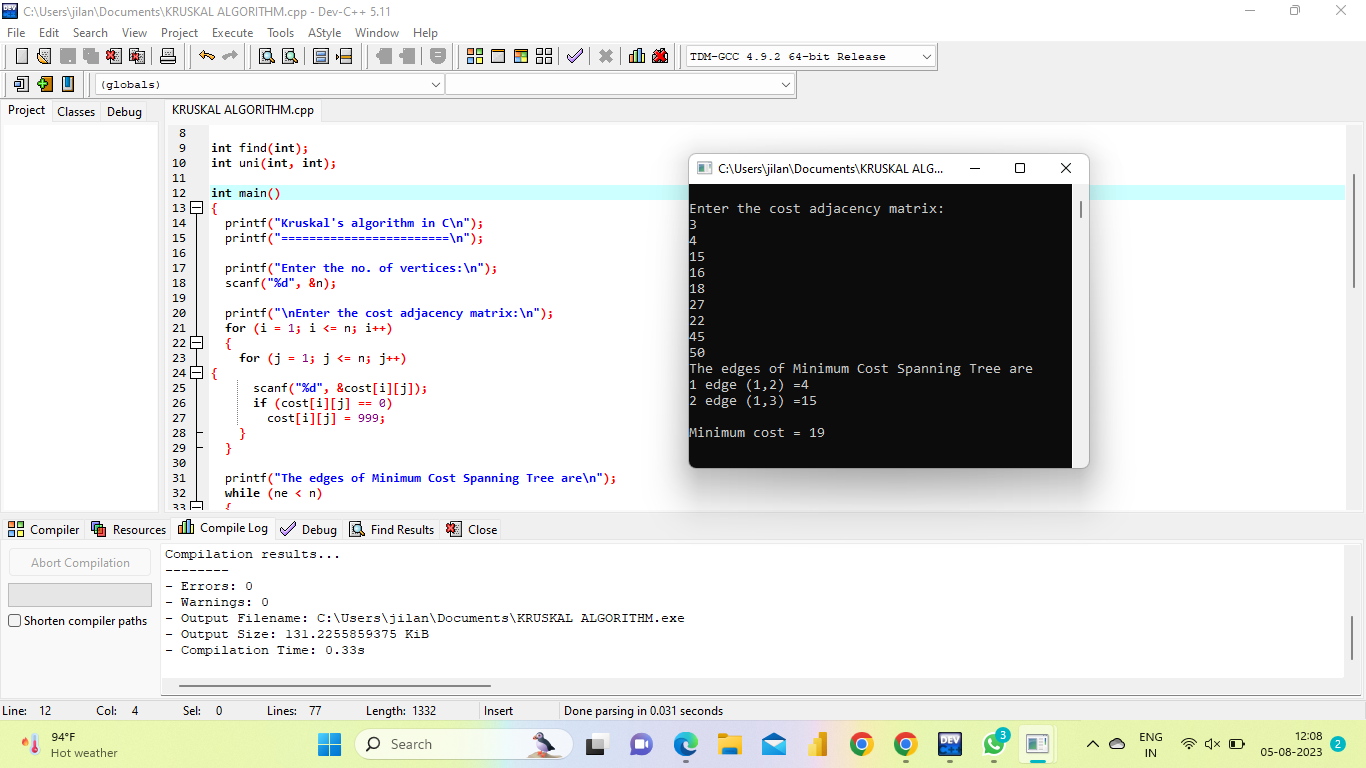 C:\Users\jilan\Documents\KRUSKAL ALGORITHM.cpp - Dev-C++ 5.11
File Edit Search View Project Execute Tools AStyle Window Help
TDM-GCC 4.9.2 64-bit Release
(globals)
Project Classes Debug
KRUSKAL ALGORITHM.cpp
8
9 int find(int);
10 int uni(int, int);
11
12 int main()
13 {
14 printf("Kruskal's algorithm in C\n");
15 printf("========================\n");
16
17 printf("Enter the no. of vertices:\n");
18 scanf("%d", &n);
19
20 printf("\nEnter the cost adjacency matrix:\n");
21 for (i = 1; i <= n; i++)
22 {
23 for (j = 1; j <= n; j++)
24 {
25 scanf("%d", &cost[i][j]);
26 if (cost[i][j] == 0)
27 cost[i][j] = 999;
28 }
29 }
30
31 printf("The edges of Minimum Cost Spanning Tree are\n");
32 while (ne < n)
33 {
C:\Users\jilan\Documents\KRUSKAL ALG...
Enter the cost adjacency matrix:
3
4
15
16
18
27
22
45
50
The edges of Minimum Cost Spanning Tree are
1 edge (1,2) =4
2 edge (1,3) =15
Minimum cost = 19
Compiler Resources Compile Log Debug Find Results Close
Abort Compilation
Shorten compiler paths
Compilation results...
--------
- Errors: 0
- Warnings: 0
- Output Filename: C:\Users\jilan\Documents\KRUSKAL ALGORITHM.exe
- Output Size: 131.2255859375 KiB
- Compilation Time: 0.33s
Line: 12 Col: 4 Sel: 0 Lines: 77 Length: 1332 Insert Done parsing in 0.031 seconds
94°F
Hot weather
Search
DEV
3
ENG
IN
12:08
05-08-2023
2